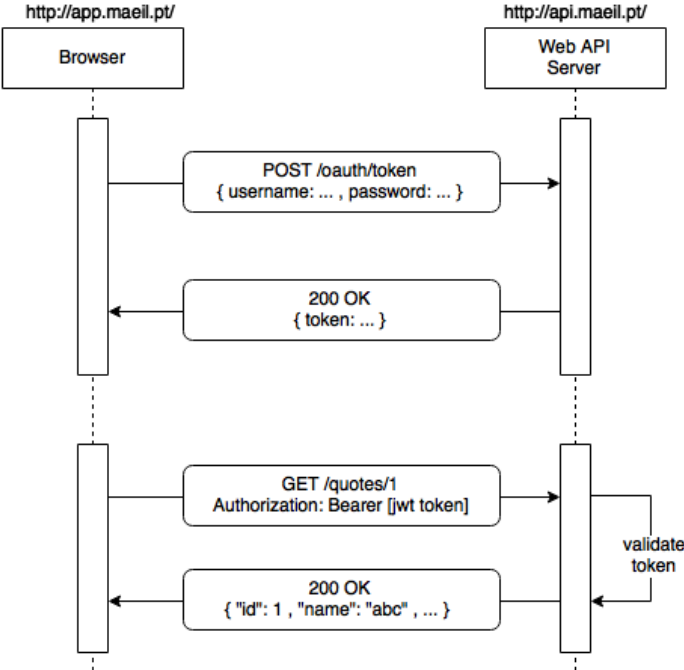 http://app.maeil.pt/
http://api.maeil.pt/
Browser
Web API
Server
POST /oauth/token
{ username: ... , password: ... }
200 OK
{ token: ... }
GET /quotes/1
Authorization: Bearer [jwt token]
validate
token
200 OK
{ "id": 1 , "name": "abc" , ... }